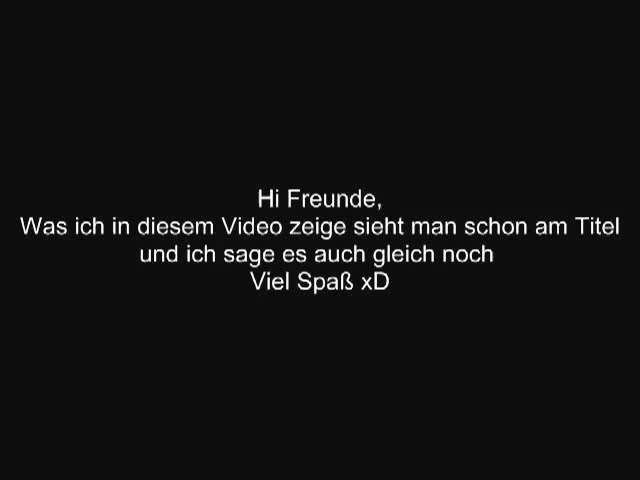 Hi Freunde,
Was ich in diesem Video zeige sieht man schon am Titel
und ich sage es auch gleich noch
Viel Spaß xD